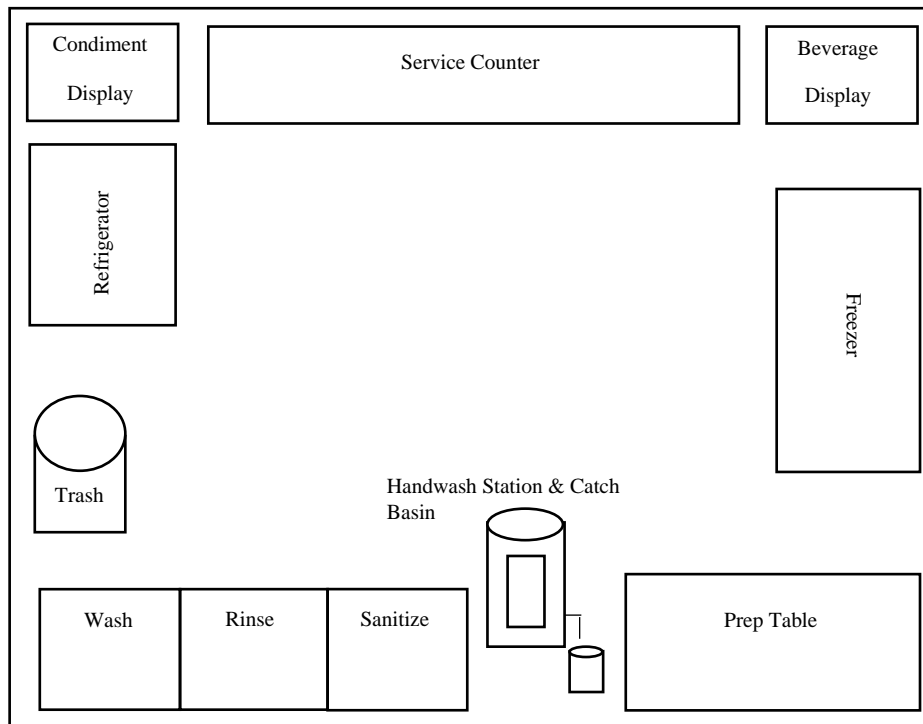 Condiment
Display
Service Counter
Beverage
Display
Refrigerator
Freezer
Trash
Handwash Station & Catch
Basin
Wash
Rinse
Sanitize
Prep Table